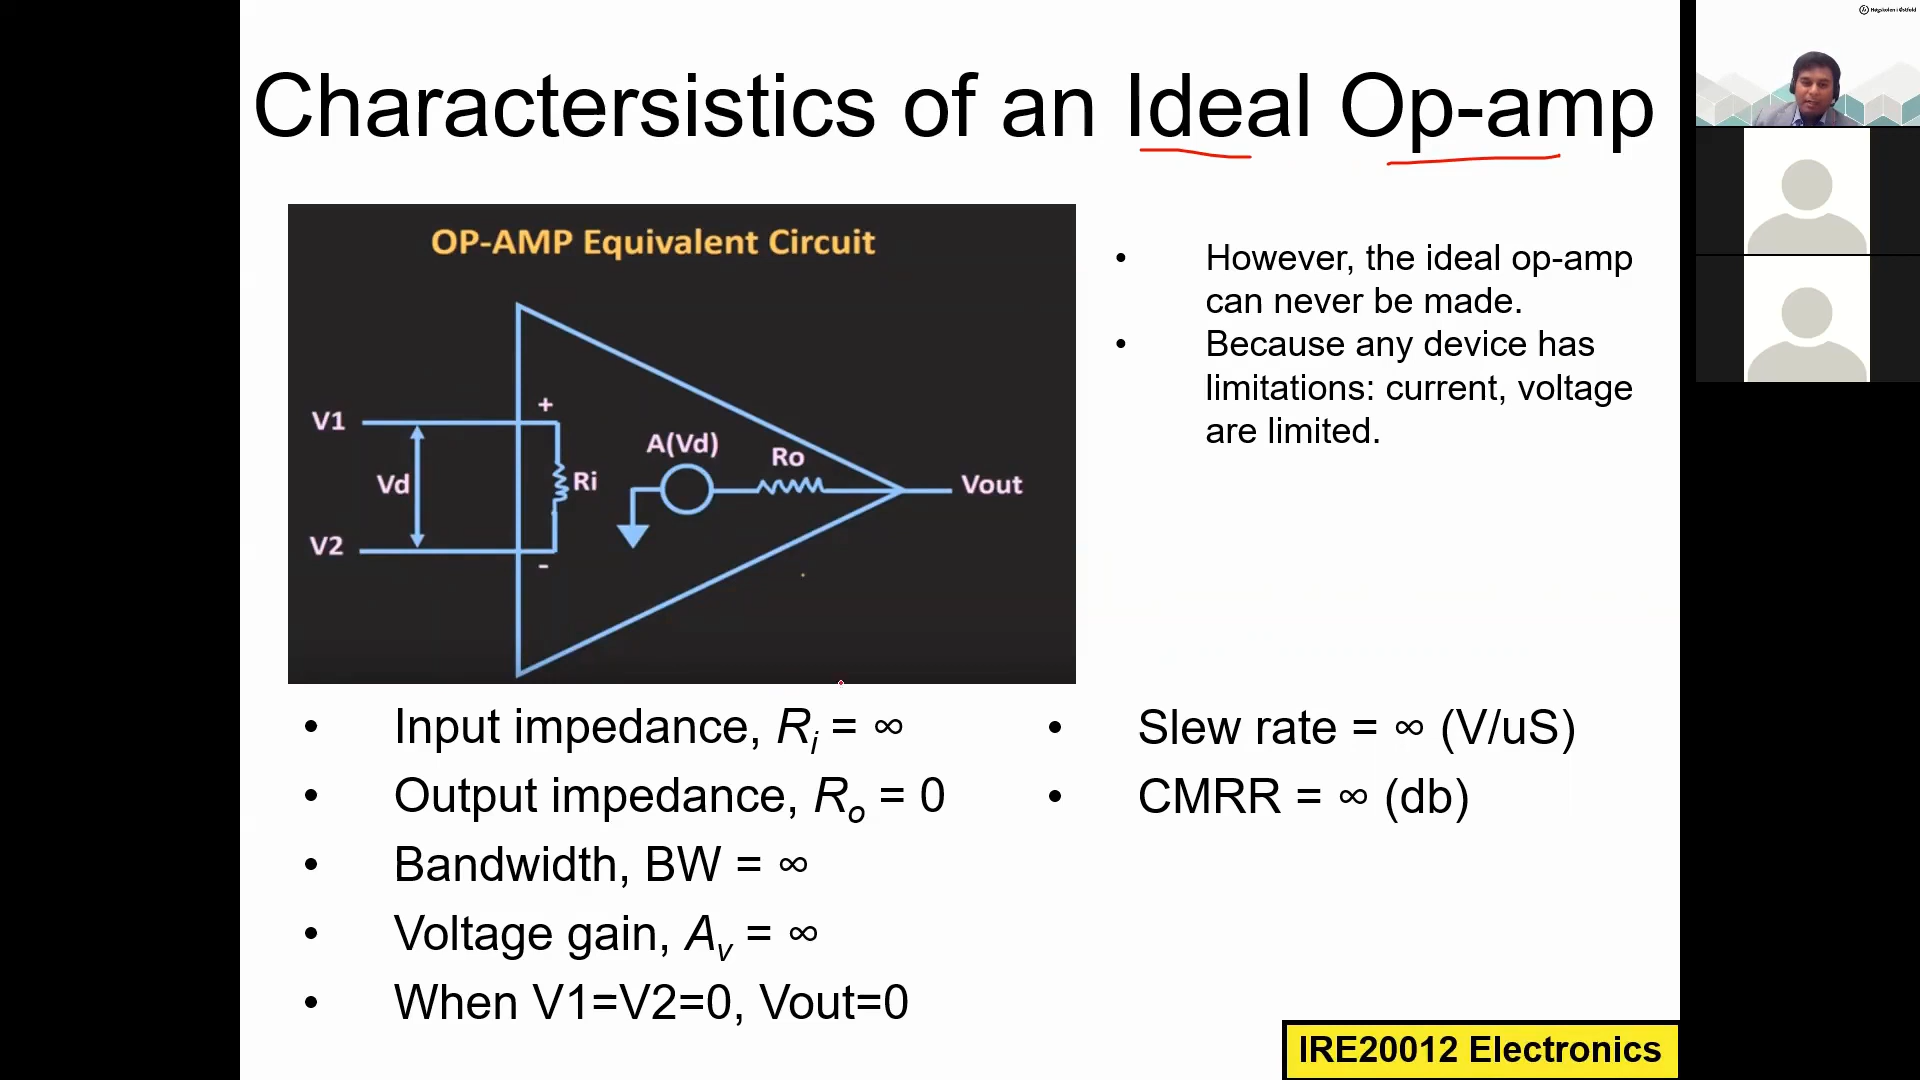 Charactersistics of an Ideal Op-amp
Høgskolen i Østfold
OP-AMP Equivalent Circuit
V1
+
Vd
Ri
A(Vd)
Ro
Vout
V2
-
• However, the ideal op-amp
can never be made.
• Because any device has
limitations: current, voltage
are limited.
• Input impedance, Ri = ∞
• Output impedance, Ro = 0
• Bandwidth, BW = ∞
• Voltage gain, Av = ∞
• When V1=V2=0, Vout=0
• Slew rate = ∞ (V/uS)
• CMRR = ∞ (db)
IRE20012 Electronics